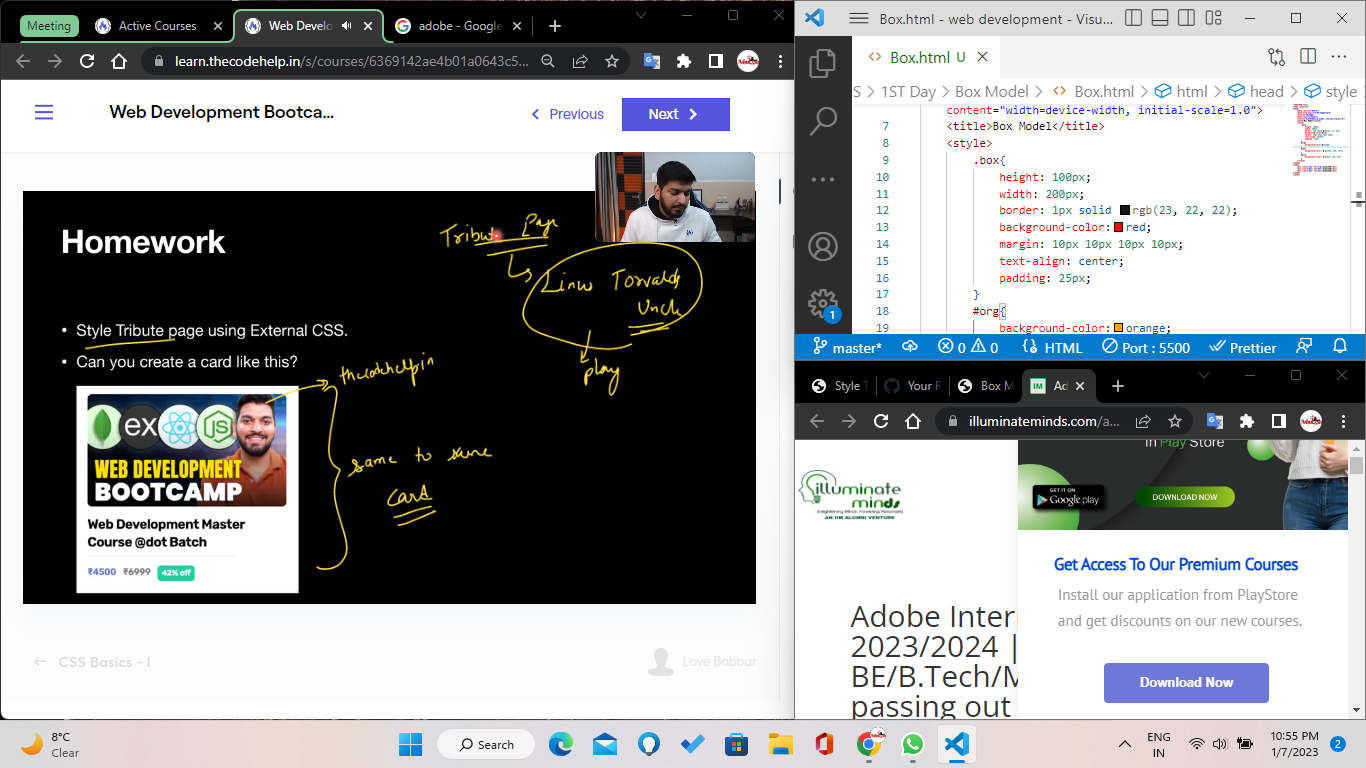 Meeting
Active Courses
Web Develo
adobe - Google
learn.thecodehelp.in/s/courses/6369142ae4b01a0643c5...
Web Development Bootca...
Previous
Next
Homework
Tribute Page
Linus Torvalds
Uncle
play
• Style Tribute page using External CSS.
• Can you create a card like this?
thecodehelp.in
same to same
card
ex
JS
WEB DEVELOPMENT
BOOTCAMP
Web Development Master
Course @dot Batch
₹4500 ₹6999 42% off
CSS Basics - I
Love Babbar
Box.html - web development - Visu...
Box.html U
S > 1ST Day > Box Model > Box.html > html > head > style
content="width=device-width, initial-scale=1.0">
7 <title>Box Model</title>
8 <style>
9 .box{
10 height: 100px;
11 width: 200px;
12 border: 1px solid rgb(23, 22, 22);
13 background-color: red;
14 margin: 10px 10px 10px 10px;
15 text-align: center;
16 padding: 25px;
17 }
18 #org{
19 background-color: orange;
1
master* 0 0 HTML Port : 5500 Prettier
Style T
Your R
Box M
IM Ad
illuminateminds.com/a...
In Play Store
GET IT ON
Google play
DOWNLOAD NOW
illuminate
minds
Enlightening Minds, Powering Personality
AN IIM ALUMNI VENTURE
Get Access To Our Premium Courses
Install our application from PlayStore
and get discounts on our new courses.
Download Now
Adobe Inter
2023/2024 |
BE/B.Tech/M
passing out
8°C
Clear
Search
ENG
IN
10:55 PM
1/7/2023
2